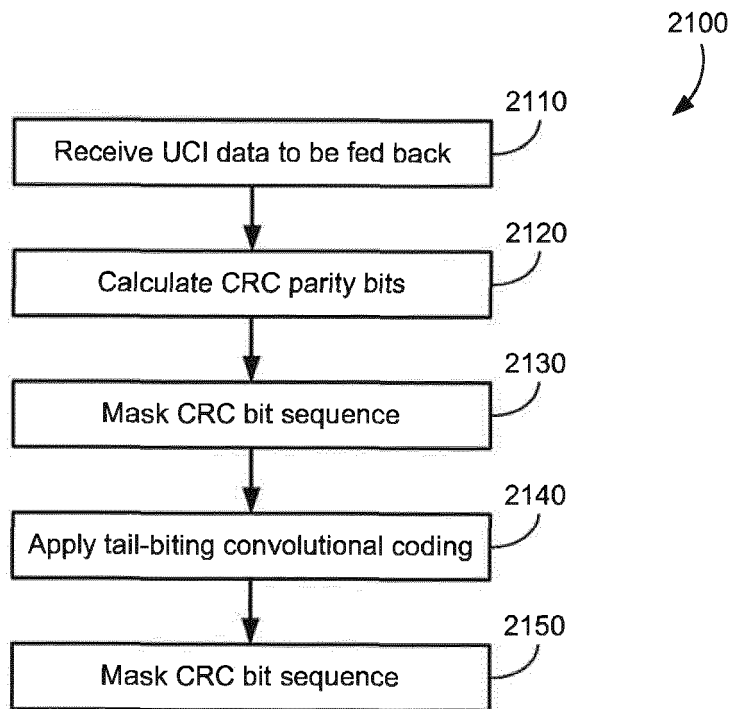 2100
2110
Receive UCI data to be fed back
2120
Calculate CRC parity bits
2130
Mask CRC bit sequence
2140
Apply tail-biting convolutional coding
2150
Mask CRC bit sequence